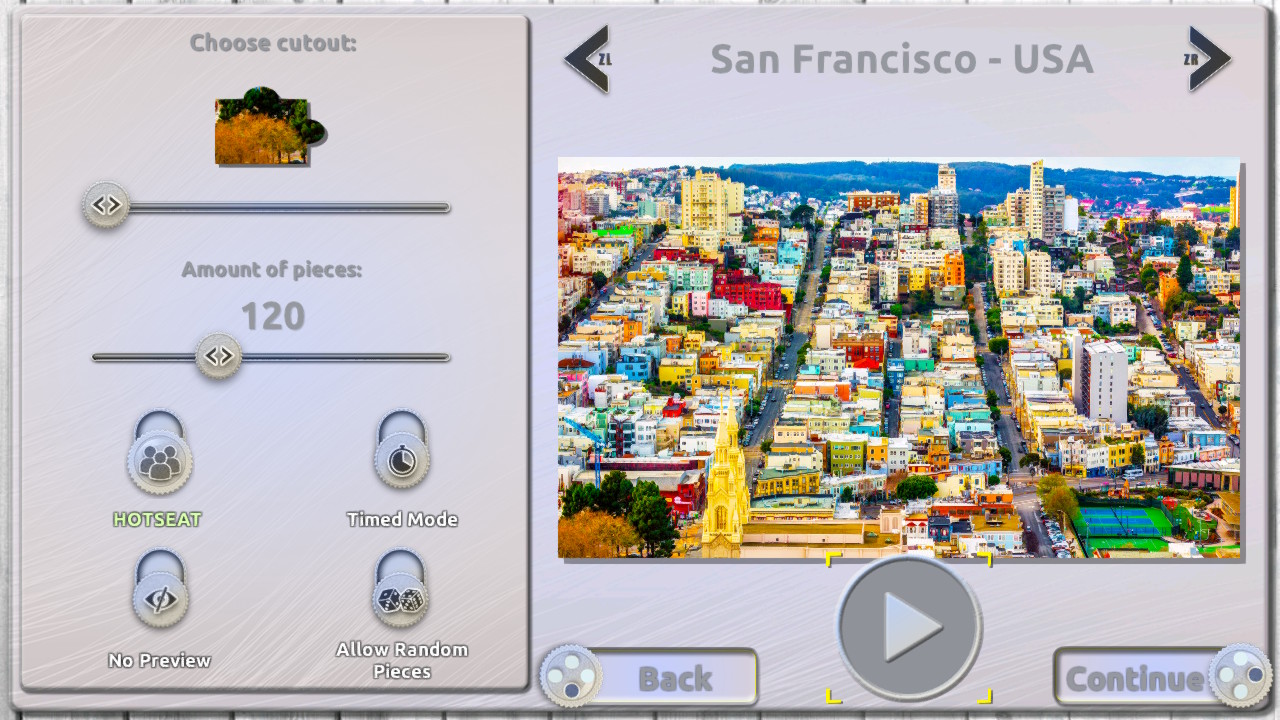 Choose cutout:
ZL
San Francisco - USA
ZR
Amount of pieces:
120
HOTSEAT
Timed Mode
No Preview
Allow Random
Pieces
Back
Continue